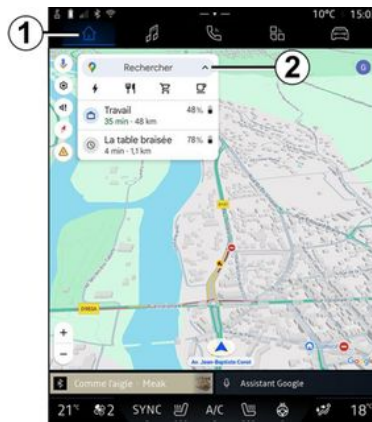 10°C 15:0
1
2
Rechercher
G
Travail
48%
35 min · 48 km
La table braisée
78%
4 min · 1,1 km
D183A
+
−
Av. Jean-Baptiste Corot
Comme l'aigle - Meak
Assistant Google
21°C
2
SYNC
A/C
18°